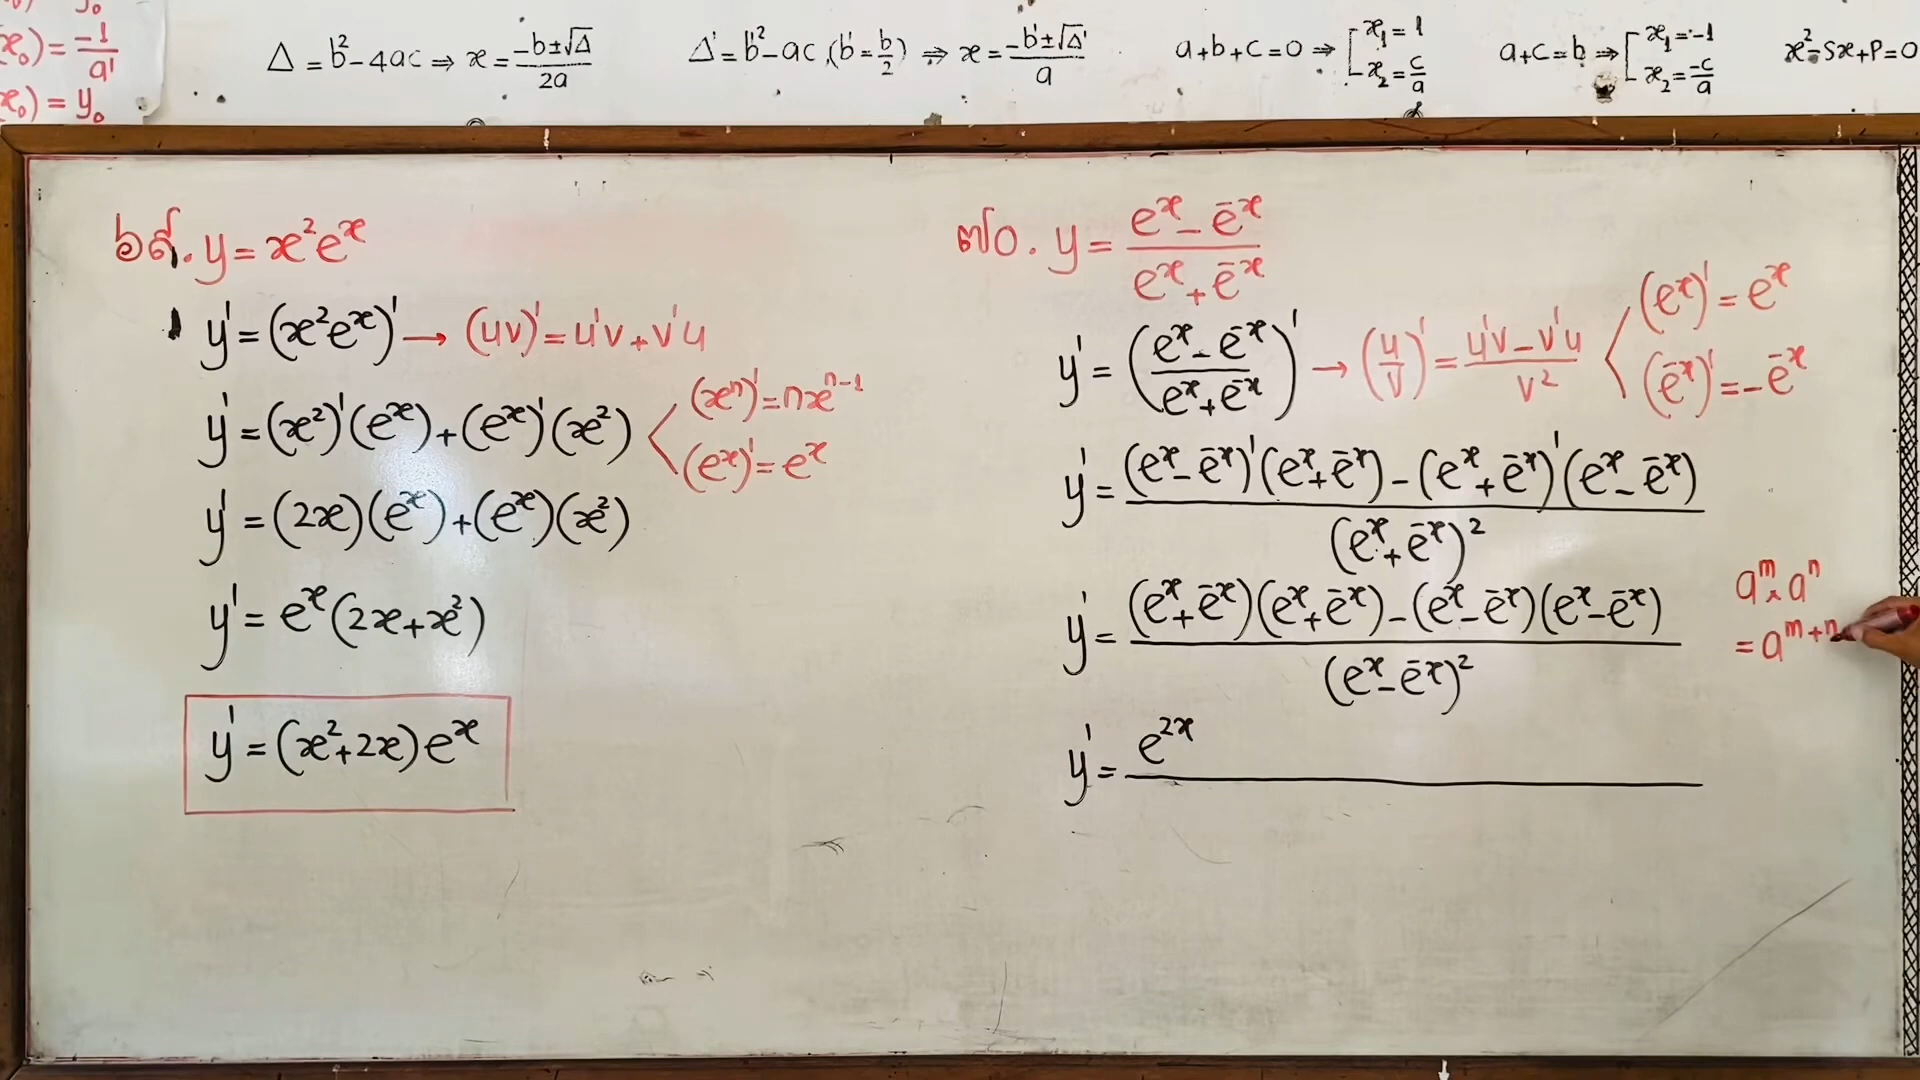 = -1/a'
x₀) = y₀
Δ = b² - 4ac ⇒ x = (-b±√Δ)/2a
Δ' = b'² - ac, (b' = b/2) ⇒ x = (-b'±√Δ')/a
a+b+c=0 ⇒ [x₁ = 1
x₂ = c/a
a+c=b ⇒ [x₁ = -1
x₂ = -c/a
x² - Sx + P = 0
៦៩. y = x²eˣ
y' = (x²eˣ)' → (uv)' = u'v + v'u
y' = (x²)'(eˣ) + (eˣ)'(x²)
(xⁿ)' = nxⁿ⁻¹
(eˣ)' = eˣ
y' = (2x)(eˣ) + (eˣ)(x²)
y' = eˣ(2x + x²)
y' = (x² + 2x)eˣ
៧០. y = (eˣ - e⁻ˣ)/(eˣ + e⁻ˣ)
y' = ((eˣ - e⁻ˣ)/(eˣ + e⁻ˣ))' → (u/v)' = (u'v - v'u)/v²
(eˣ)' = eˣ
(e⁻ˣ)' = -e⁻ˣ
y' = ((eˣ - e⁻ˣ)'(eˣ + e⁻ˣ) - (eˣ + e⁻ˣ)'(eˣ - e⁻ˣ))/(eˣ + e⁻ˣ)²
y' = ((eˣ + e⁻ˣ)(eˣ + e⁻ˣ) - (eˣ - e⁻ˣ)(eˣ - e⁻ˣ))/(eˣ - e⁻ˣ)²
aᵐ × aⁿ
= aᵐ⁺ⁿ
y' = e²ˣ